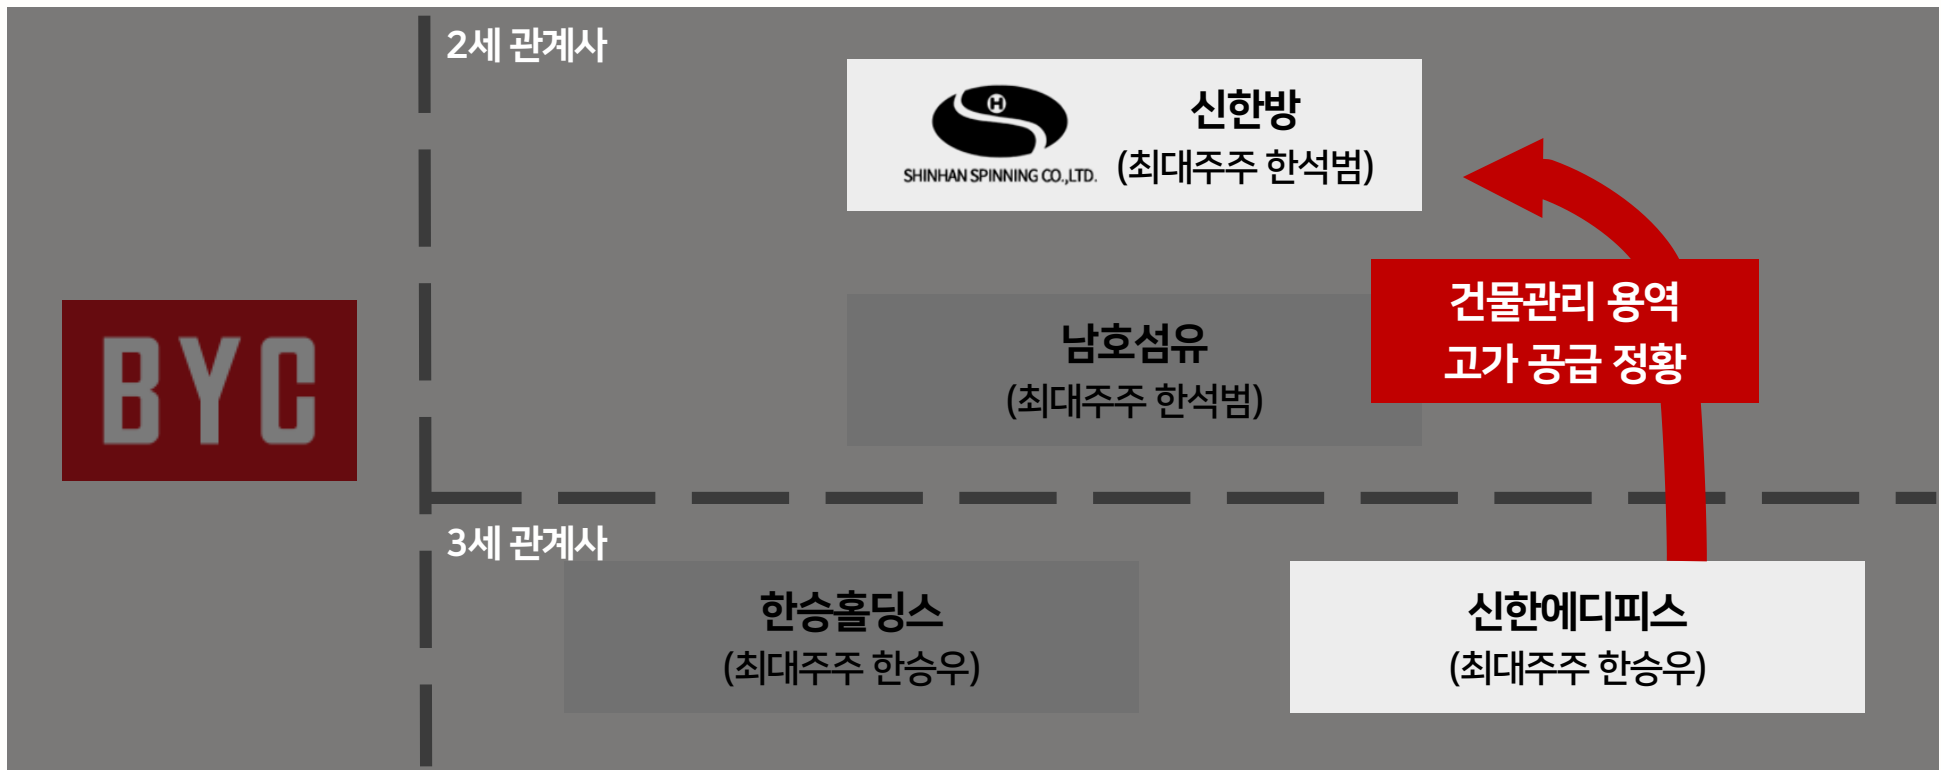 2세 관계사
H
SHINHAN SPINNING CO.,LTD.
신한방
(최대주주 한석범)
BYC
남호섬유
(최대주주 한석범)
건물관리 용역
고가 공급 정황
3세 관계사
한승홀딩스
(최대주주 한승우)
신한에디피스
(최대주주 한승우)